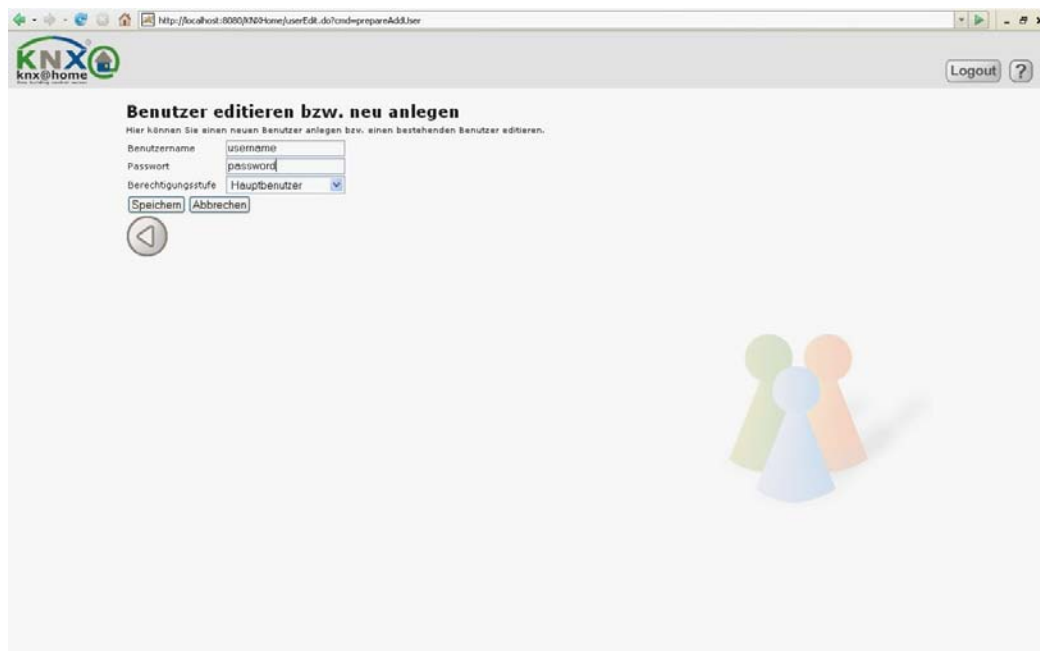 http://localhost:8080/KNXHome/userEdit.do?cmd=prepareAddUser
KNX@
knx@home
Logout ?
Benutzer editieren bzw. neu anlegen
Hier können Sie einen neuen Benutzer anlegen bzw. einen bestehenden Benutzer editieren.
Benutzername username
Passwort password
Berechtigungsstufe Hauptbenutzer
Speichern Abbrechen